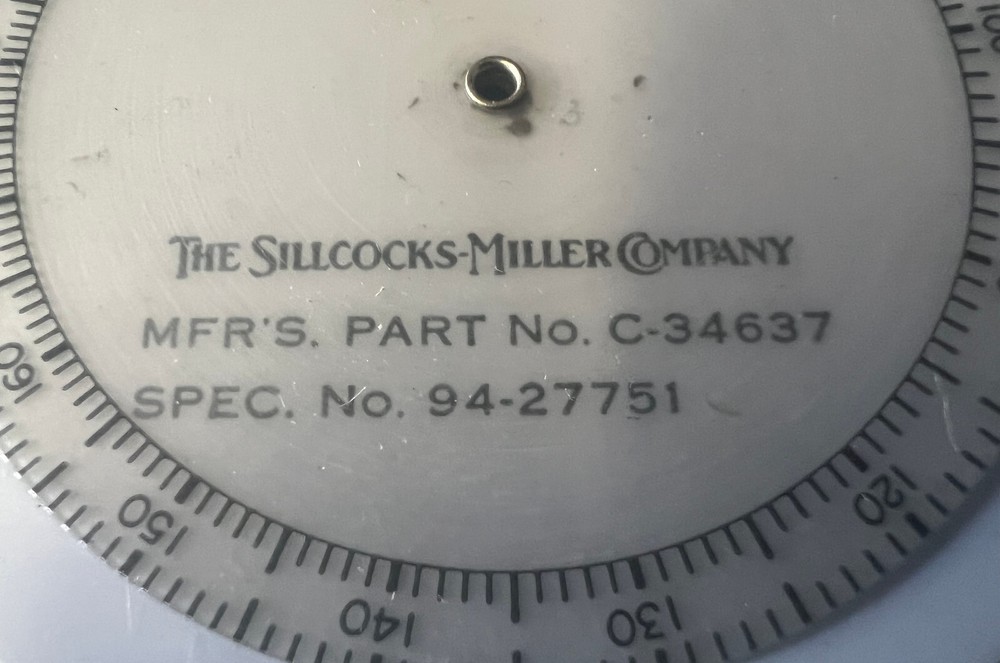 THE SILLCOCKS-MILLER COMPANY
MFR'S. PART No. C-34637
SPEC. No. 94-27751
160
150
140
130
120